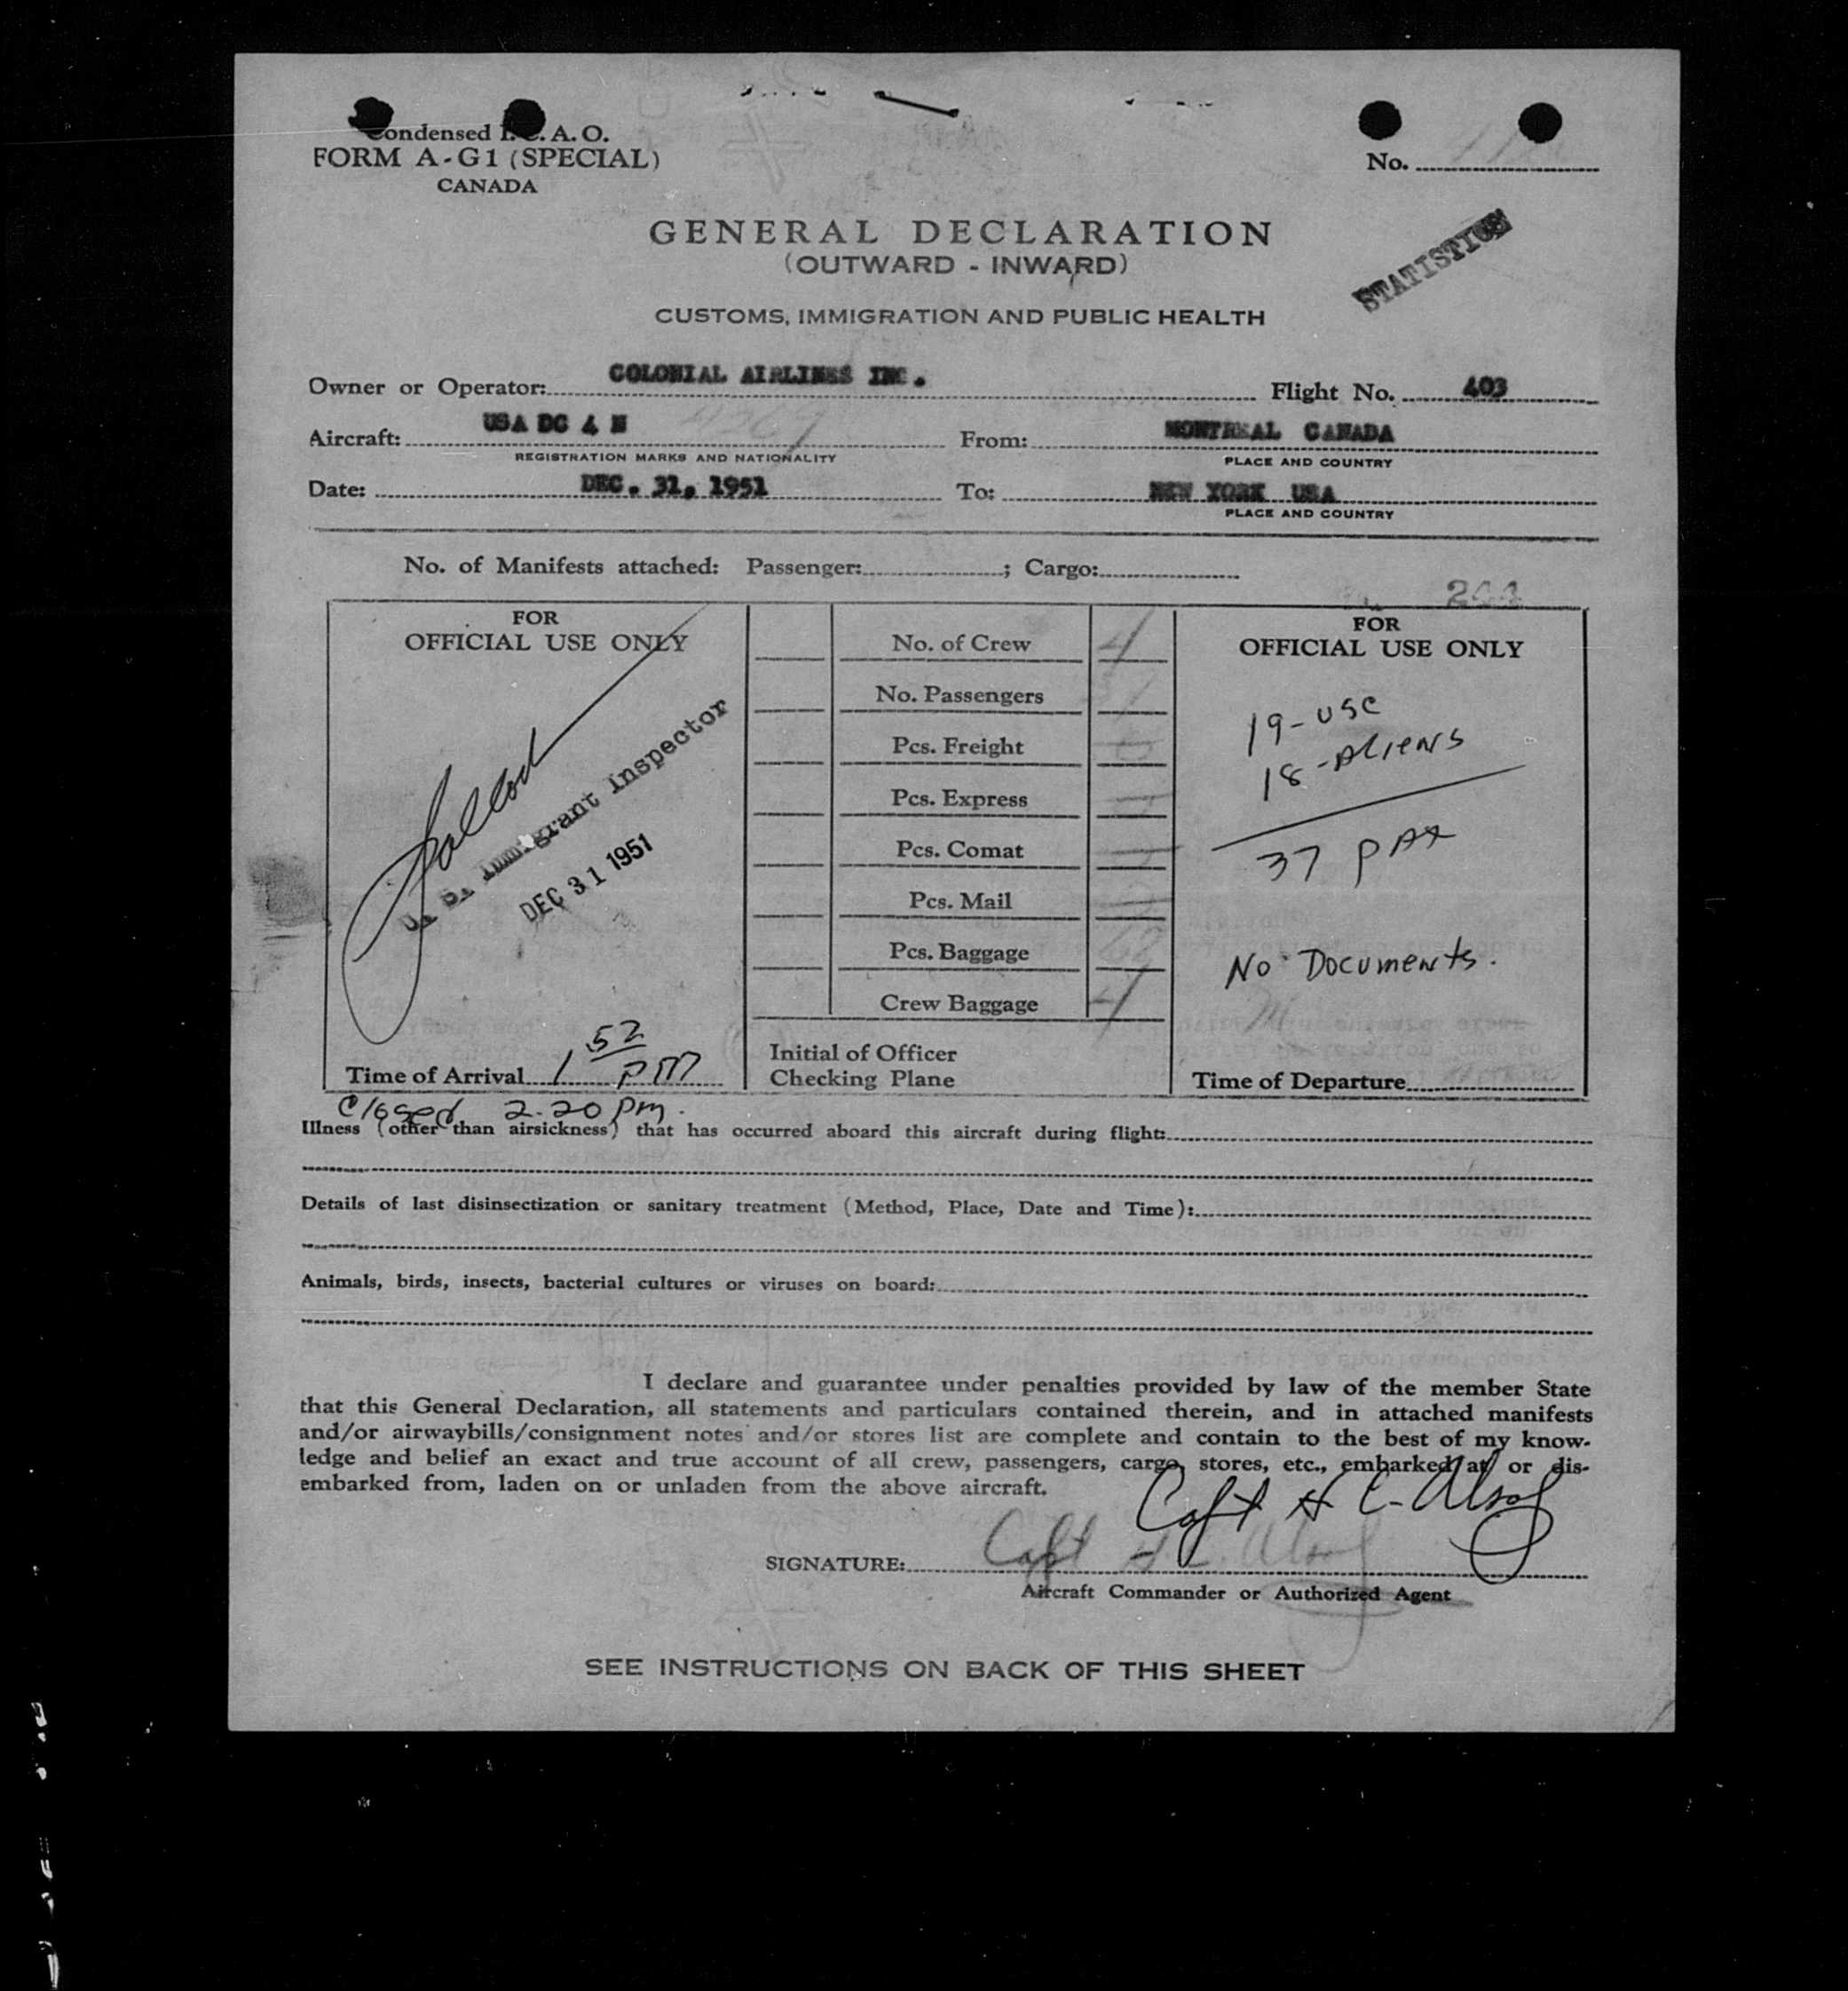 Condensed I.C.A.O.
FORM A-G1 (SPECIAL)
CANADA
No.
GENERAL DECLARATION
(OUTWARD - INWARD)
STATISTICS
CUSTOMS, IMMIGRATION AND PUBLIC HEALTH
Owner or Operator: COLONIAL AIRLINES INC. Flight No. 403
Aircraft: USA DC 4 N From: MONTREAL CANADA
REGISTRATION MARKS AND NATIONALITY PLACE AND COUNTRY
Date: DEC. 31, 1951 To: NEW YORK USA
PLACE AND COUNTRY
No. of Manifests attached: Passenger: ; Cargo:
FOR
OFFICIAL USE ONLY
U. S. Immigrant Inspector
DEC 31 1951
Time of Arrival 1 52 PM
Closed 2.20 pm.
No. of Crew 4
No. Passengers
Pcs. Freight
Pcs. Express
Pcs. Comat
Pcs. Mail
Pcs. Baggage
Crew Baggage 4
Initial of Officer
Checking Plane
FOR
OFFICIAL USE ONLY
19-USC
18-Aliens
37 PAX
No Documents.
Time of Departure
Illness (other than airsickness) that has occurred aboard this aircraft during flight:
Details of last disinsectization or sanitary treatment (Method, Place, Date and Time):
Animals, birds, insects, bacterial cultures or viruses on board:
I declare and guarantee under penalties provided by law of the member State
that this General Declaration, all statements and particulars contained therein, and in attached manifests
and/or airwaybills/consignment notes and/or stores list are complete and contain to the best of my know-
ledge and belief an exact and true account of all crew, passengers, cargo, stores, etc., embarked at or dis-
embarked from, laden on or unladen from the above aircraft.
Capt H C
SIGNATURE: Capt H C.
Aircraft Commander or Authorized Agent
SEE INSTRUCTIONS ON BACK OF THIS SHEET